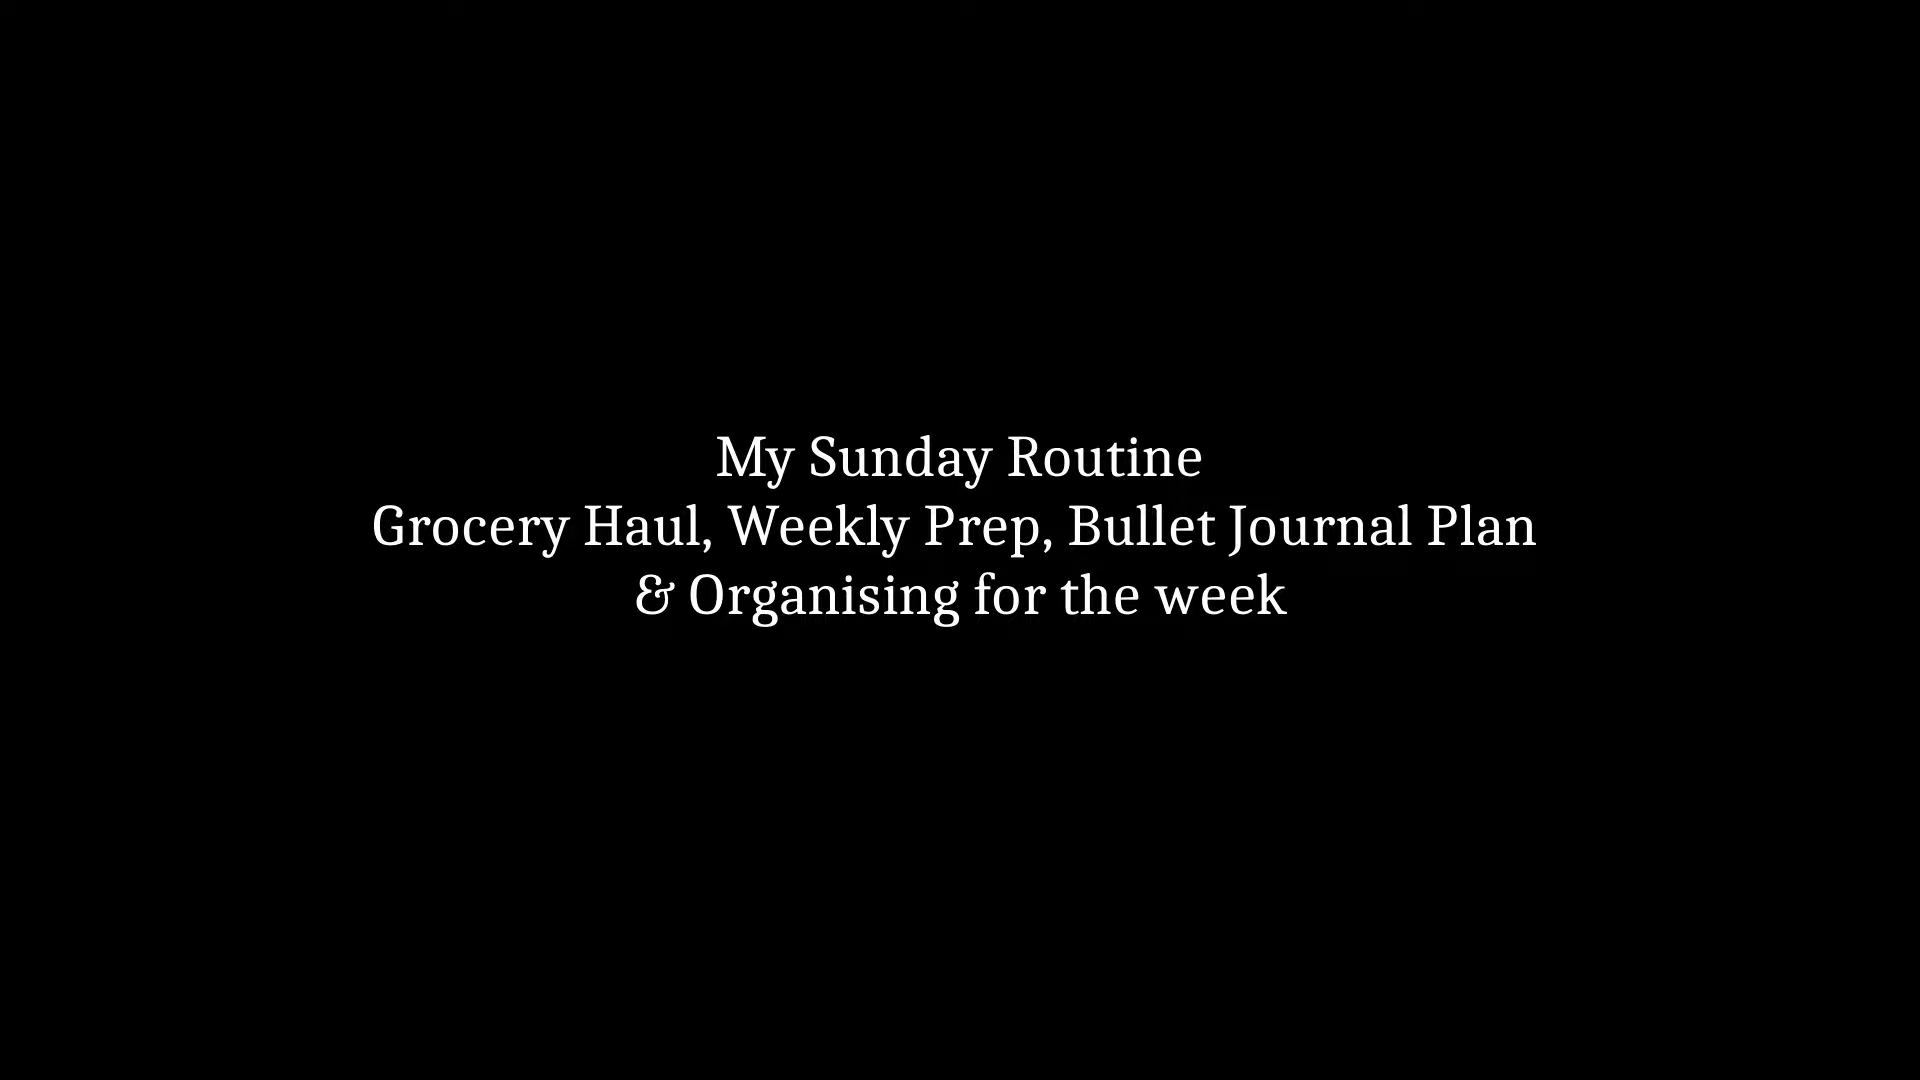 My Sunday Routine
Grocery Haul, Weekly Prep, Bullet Journal Plan
& Organising for the week